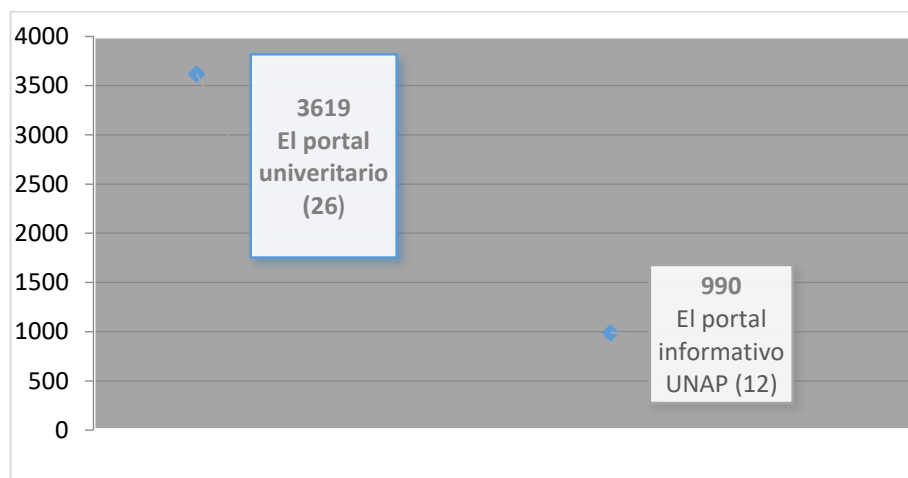 4000
3500
3000
2500
2000
1500
1000
500
0
3619
El portal
univeritario
(26)
990
El portal
informativo
UNAP (12)